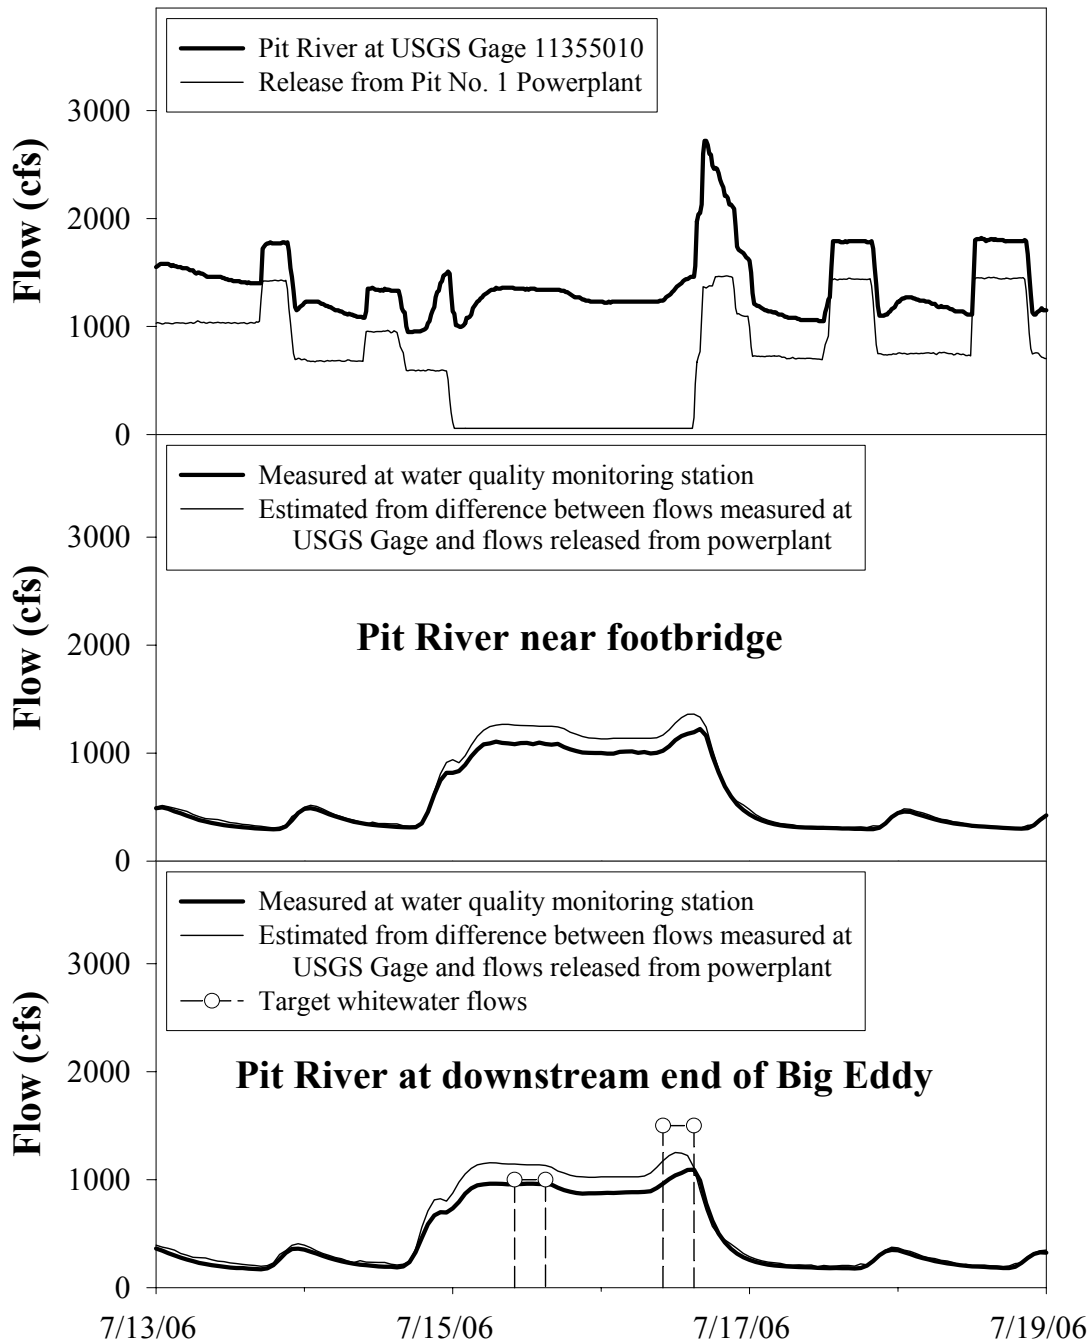 Pit River at USGS Gage 11355010
Release from Pit No. 1 Powerplant
Flow (cfs)
3000
2000
1000
0
Measured at water quality monitoring station
Estimated from difference between flows measured at
USGS Gage and flows released from powerplant
Flow (cfs)
3000
2000
1000
0
Pit River near footbridge
Measured at water quality monitoring station
Estimated from difference between flows measured at
USGS Gage and flows released from powerplant
Target whitewater flows
Flow (cfs)
3000
2000
1000
0
Pit River at downstream end of Big Eddy
7/13/06 7/15/06 7/17/06 7/19/06